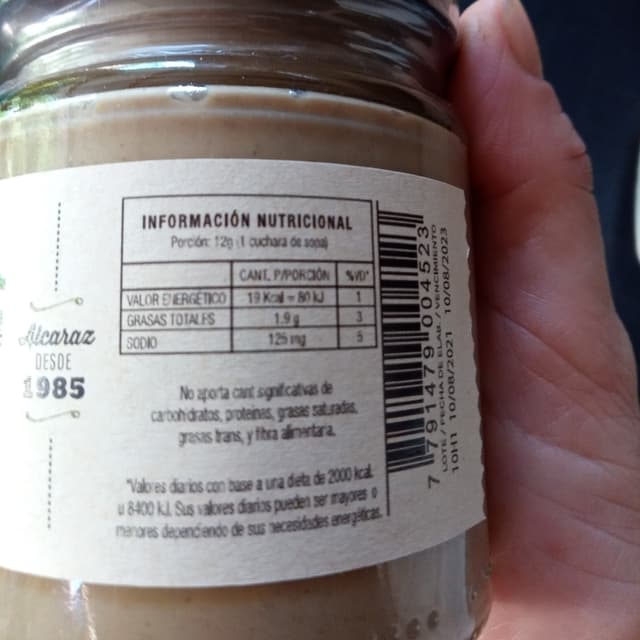 INFORMACIÓN NUTRICIONAL
Porción: 12g (1 cuchara de sopa)
CANT. P/PORCIÓN %VD*
VALOR ENERGÉTICO 19 Kcal = 80 kJ 1
GRASAS TOTALES 1.9 g 3
SODIO 125 mg 5
No aporta cant. significativas de
carbohidratos, proteínas, grasas saturadas,
grasas trans, y fibra alimentaria.
*Valores diarios con base a una dieta de 2000 kcal.
u 8400 kJ. Sus valores diarios pueden ser mayores o
menores dependiendo de sus necesidades energéticas.
Alcaraz
DESDE
1985
7 791479 004523
LOTE / FECHA DE ELAB. / VENCIMIENTO
10H1 10/08/2021 10/08/2023